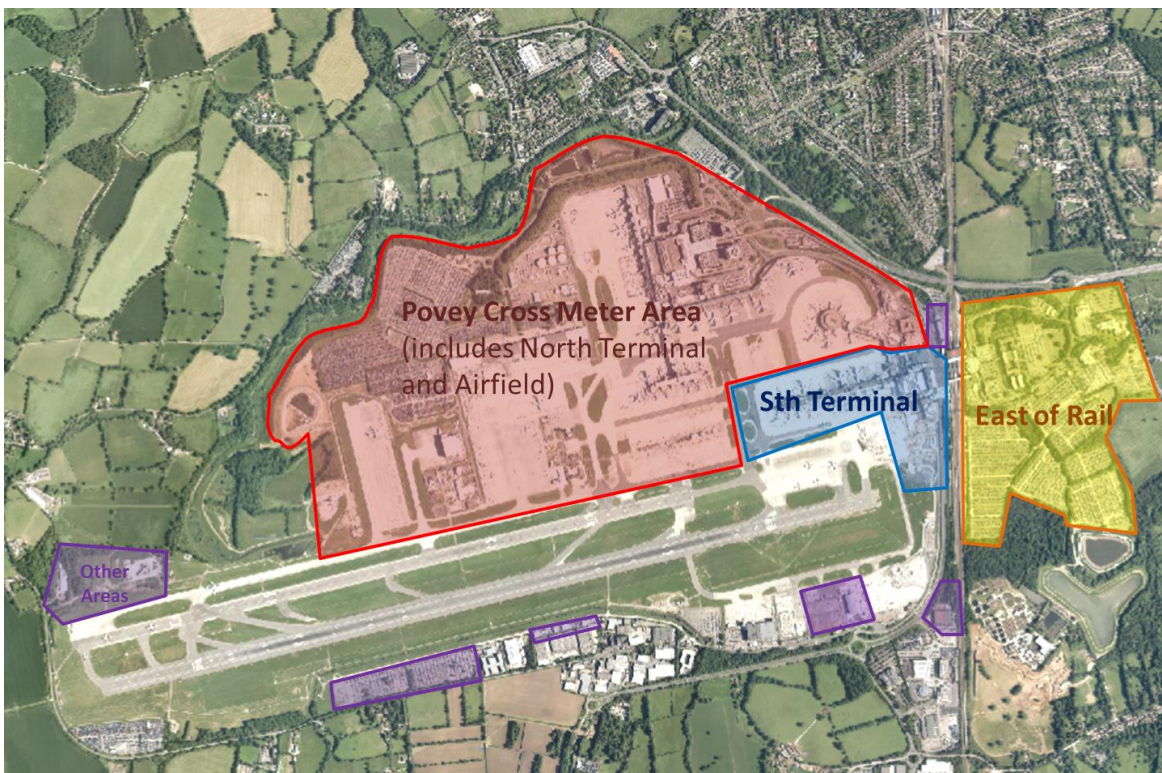 Povey Cross Meter Area
(includes North Terminal
and Airfield)
Sth Terminal
East of Rail
Other
Areas